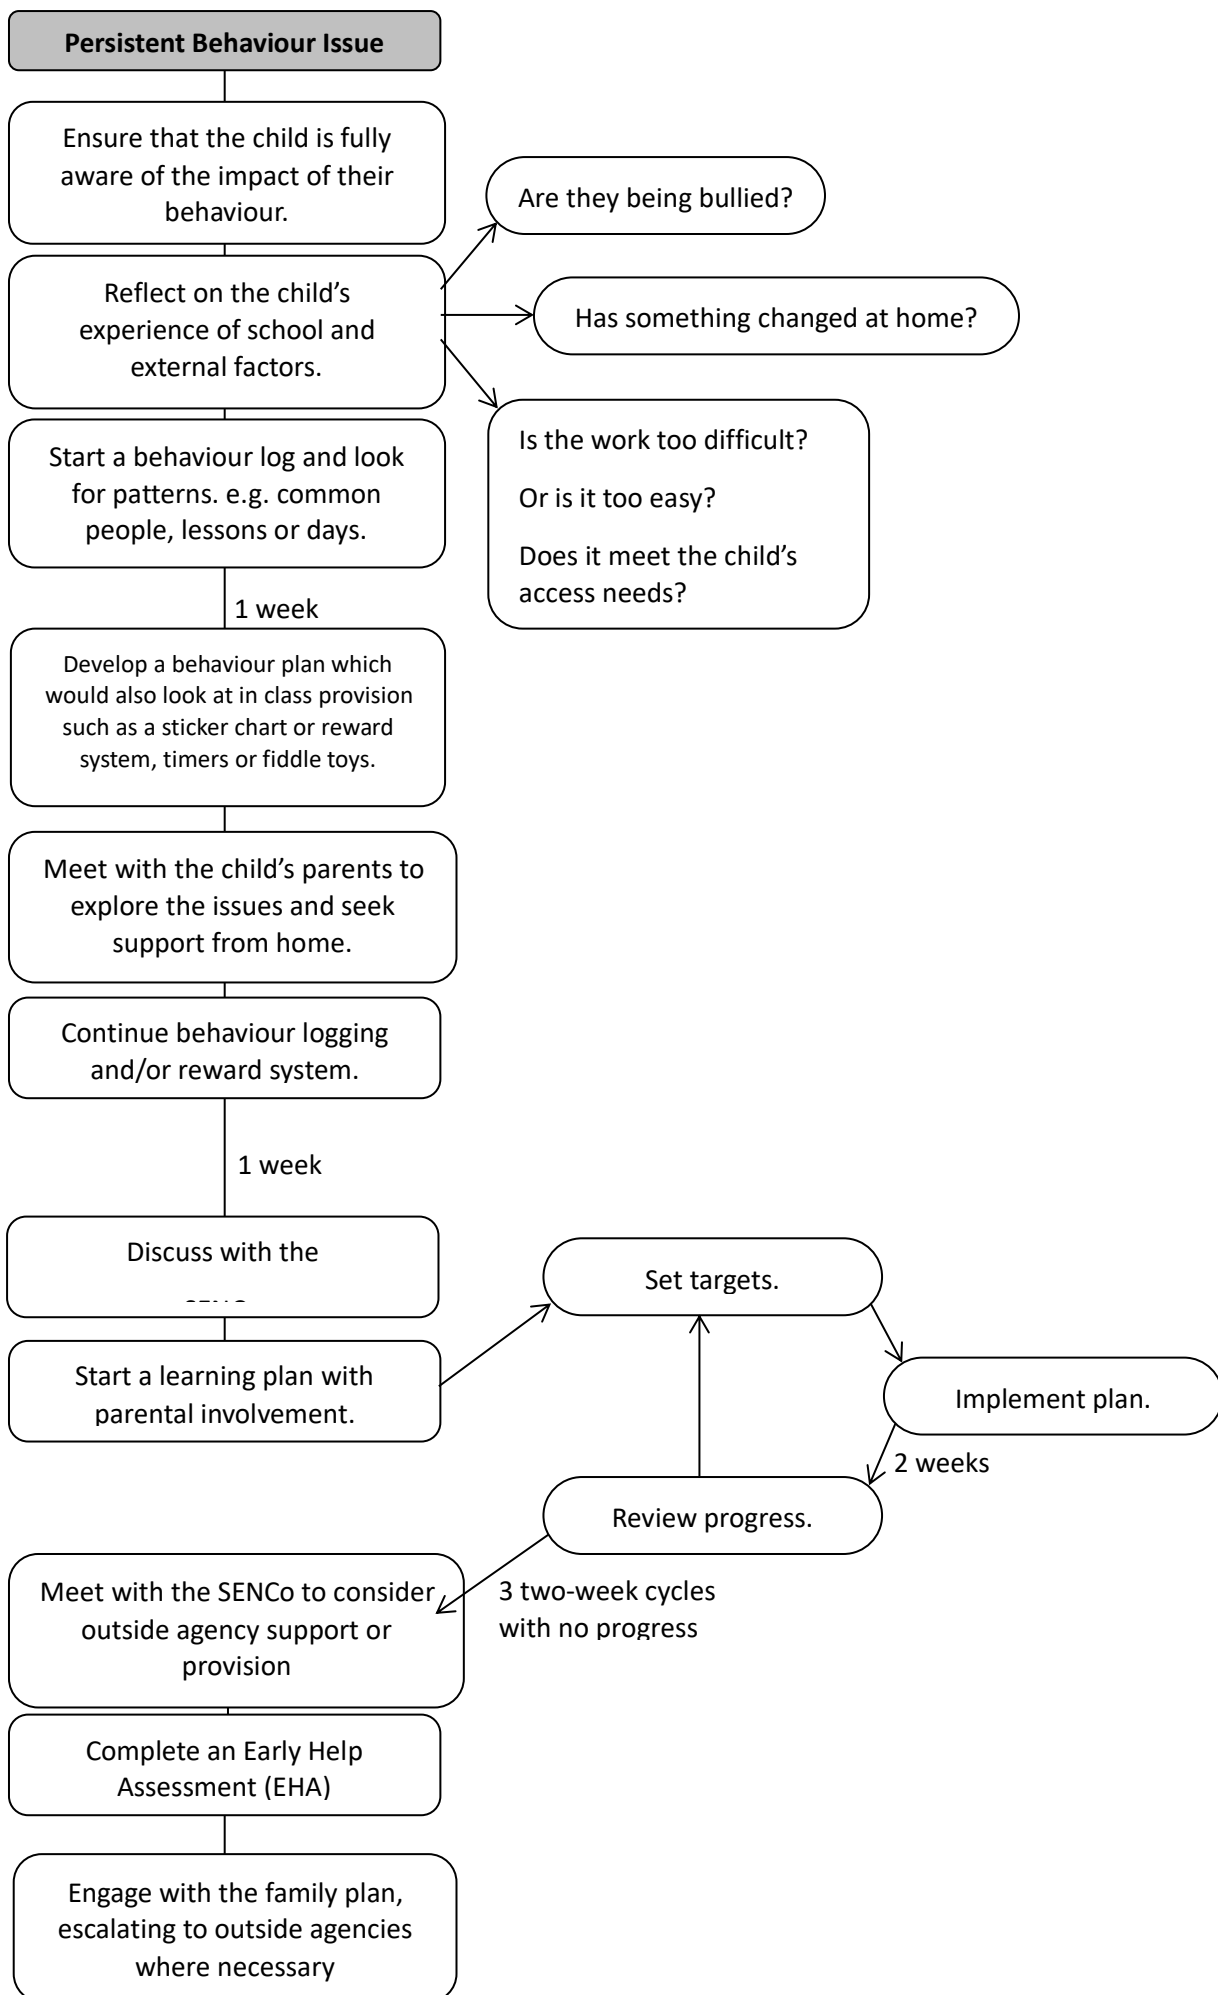 Persistent Behaviour Issue
Ensure that the child is fully
aware of the impact of their
behaviour.
Are they being bullied?
Reflect on the child’s
experience of school and
external factors.
Has something changed at home?
Is the work too difficult?
Or is it too easy?
Does it meet the child’s
access needs?
Start a behaviour log and look
for patterns. e.g. common
people, lessons or days.
1 week
Develop a behaviour plan which
would also look at in class provision
such as a sticker chart or reward
system, timers or fiddle toys.
Meet with the child’s parents to
explore the issues and seek
support from home.
Continue behaviour logging
and/or reward system.
1 week
Discuss with the
Start a learning plan with
parental involvement.
Set targets.
Implement plan.
2 weeks
Review progress.
3 two-week cycles
with no progress
Meet with the SENCo to consider
outside agency support or
provision
Complete an Early Help
Assessment (EHA)
Engage with the family plan,
escalating to outside agencies
where necessary